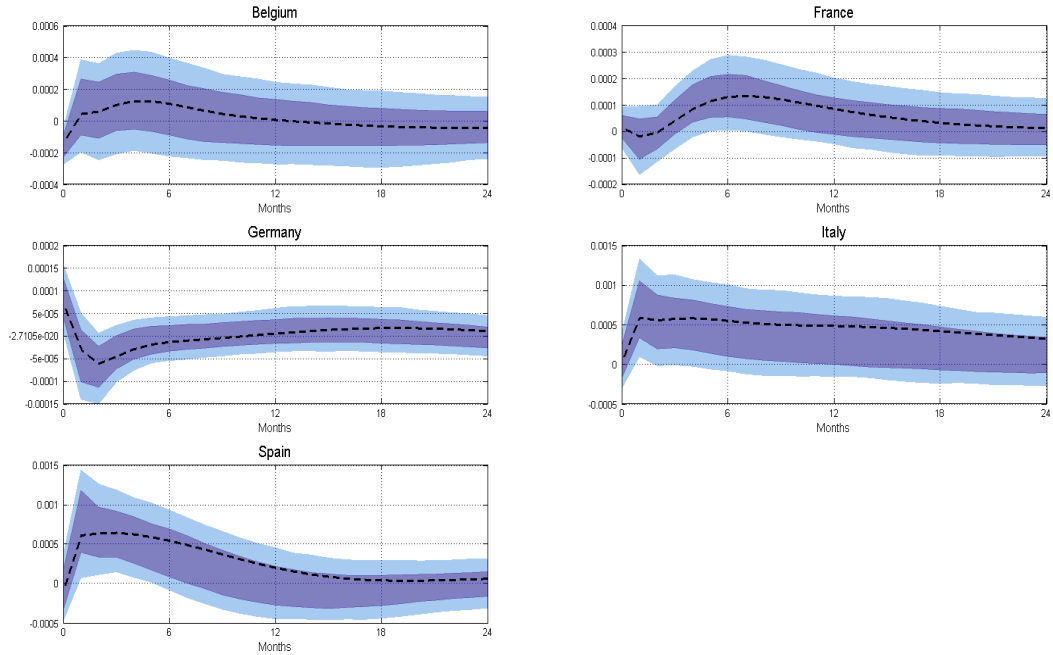 Belgium
0.0006
0.0004
0.0002
0
-0.0002
-0.0004
0 6 12 18 24
Months
France
0.0004
0.0003
0.0002
0.0001
0
-0.0001
-0.0002
0 6 12 18 24
Months
Germany
0.0002
0.00015
0.0001
5e-005
-2.7105e-020
-5e-005
-0.0001
-0.00015
0 6 12 18 24
Months
Italy
0.0015
0.001
0.0005
0
-0.0005
0 6 12 18 24
Months
Spain
0.0015
0.001
0.0005
0
-0.0005
0 6 12 18 24
Months